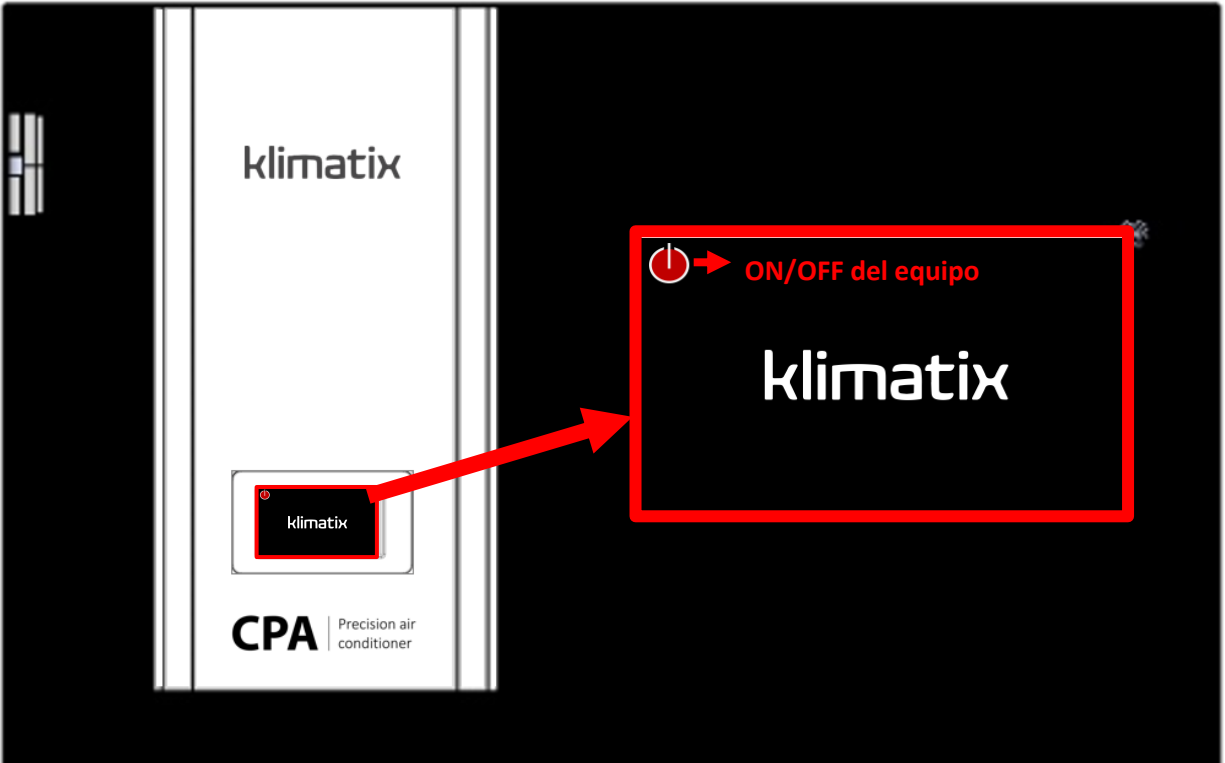 klimatix
ON/OFF del equipo
klimatix
klimatix
CPA
Precision air
conditioner